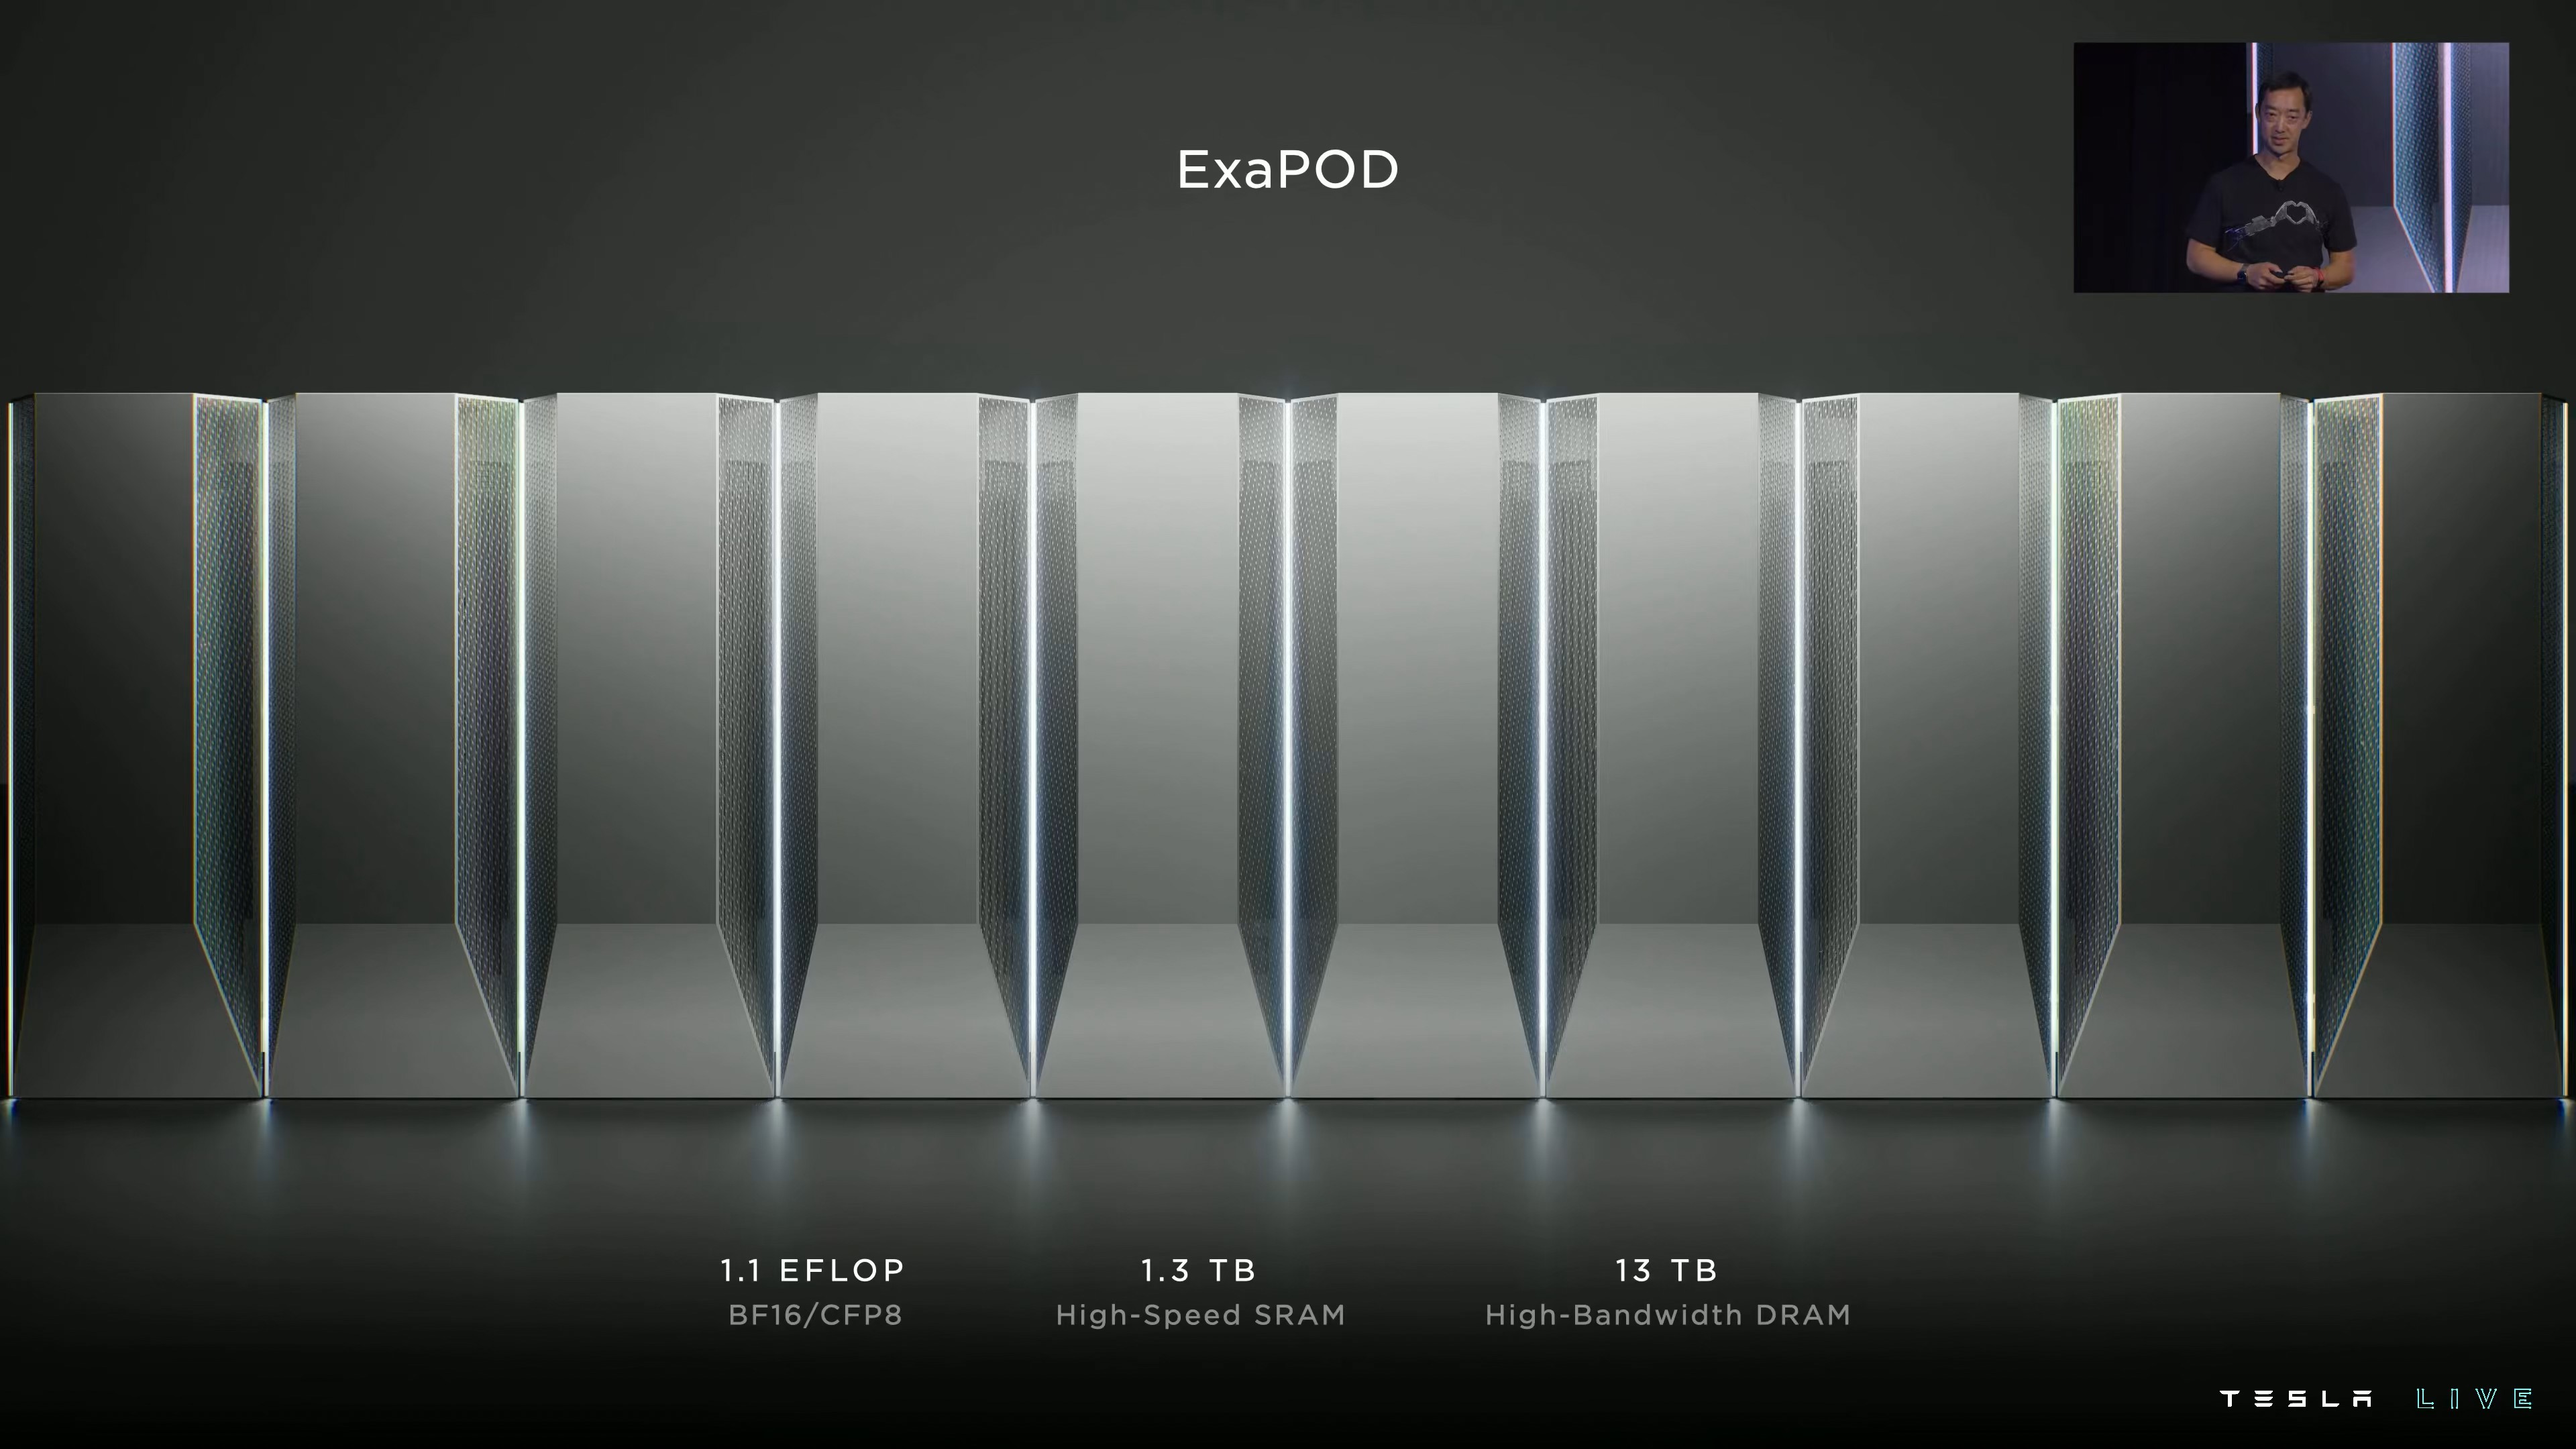 ExaPOD
1.1 EFLOP
BF16/CFP8
1.3 TB
High-Speed SRAM
13 TB
High-Bandwidth DRAM
TESLA LIVE